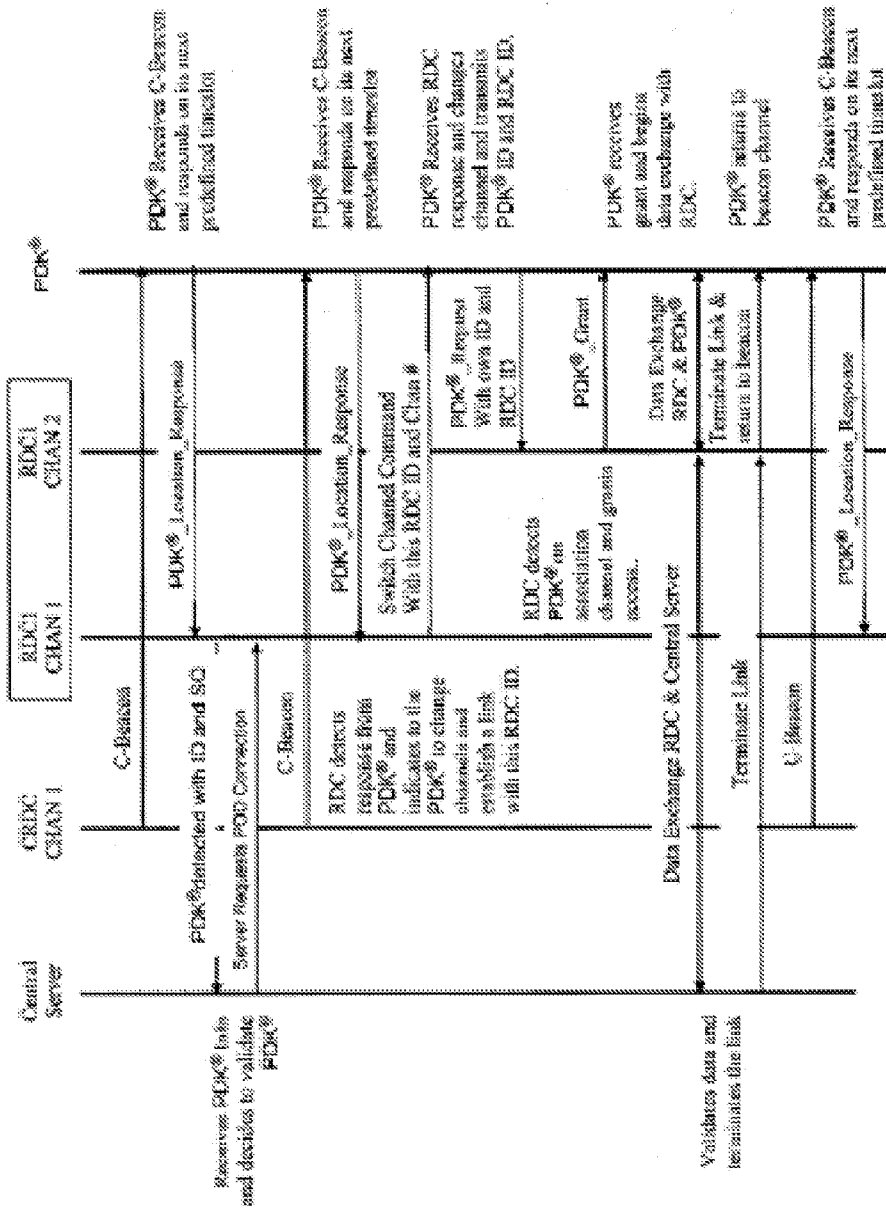 Central
Server
CRDC
CHAN 1
RDC1
CHAN 1
RDC1
CHAN 2
PDK®
C-Beacon
PDK® Receives C-Beacon
and responds on its next
predefined timeslot
PDK®_Location_Response
PDK®detected with ID and SQ
Receives PDK® Info
and decides to validate
PDK®
Server Requests PDD Connection
C-Beacon
PDK® Receives C-Beacon
and responds on its next
predefined timeslot
PDK®_Location_Response
RDC detects
response from
PDK® and
indicates to the
PDK® to change
channels and
establish a link
with this RDC ID.
Switch Channel Command
With this RDC ID and Chan #
PDK® Receives RDC
response and changes
channel and transmits
PDK® ID and RDC ID.
PDK®_Request
With own ID and
RDC ID
RDC detects
PDK® on
association
channel and grants
access.
PDK®_Grant
PDK® receives
grant and begins
data exchange with
RDC.
Data Exchange RDC & Central Server
Data Exchange
RDC & PDK®
Validates data and
terminates the link
Terminate Link
Terminate Link &
return to beacon
PDK® returns to
beacon channel
C-Beacon
PDK® Receives C-Beacon
and responds on its next
predefined timeslot
PDK®_Location_Response